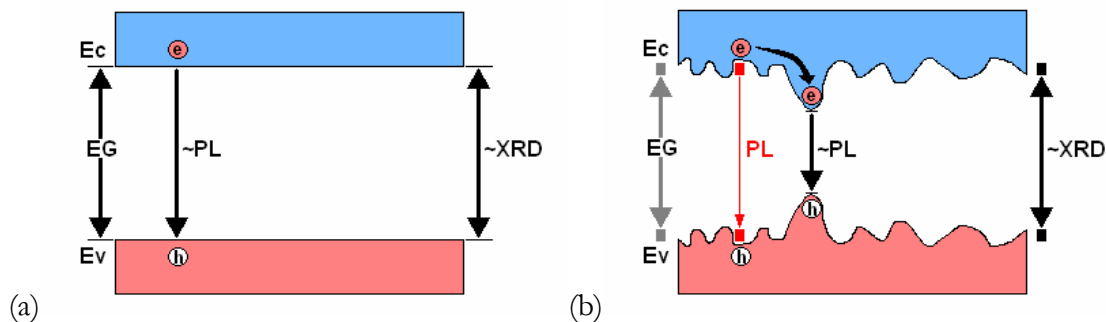 Ec e
EG ~PL ~XRD
Ev h
(a)
Ec e
e
EG PL ~PL ~XRD
h
Ev h
(b)